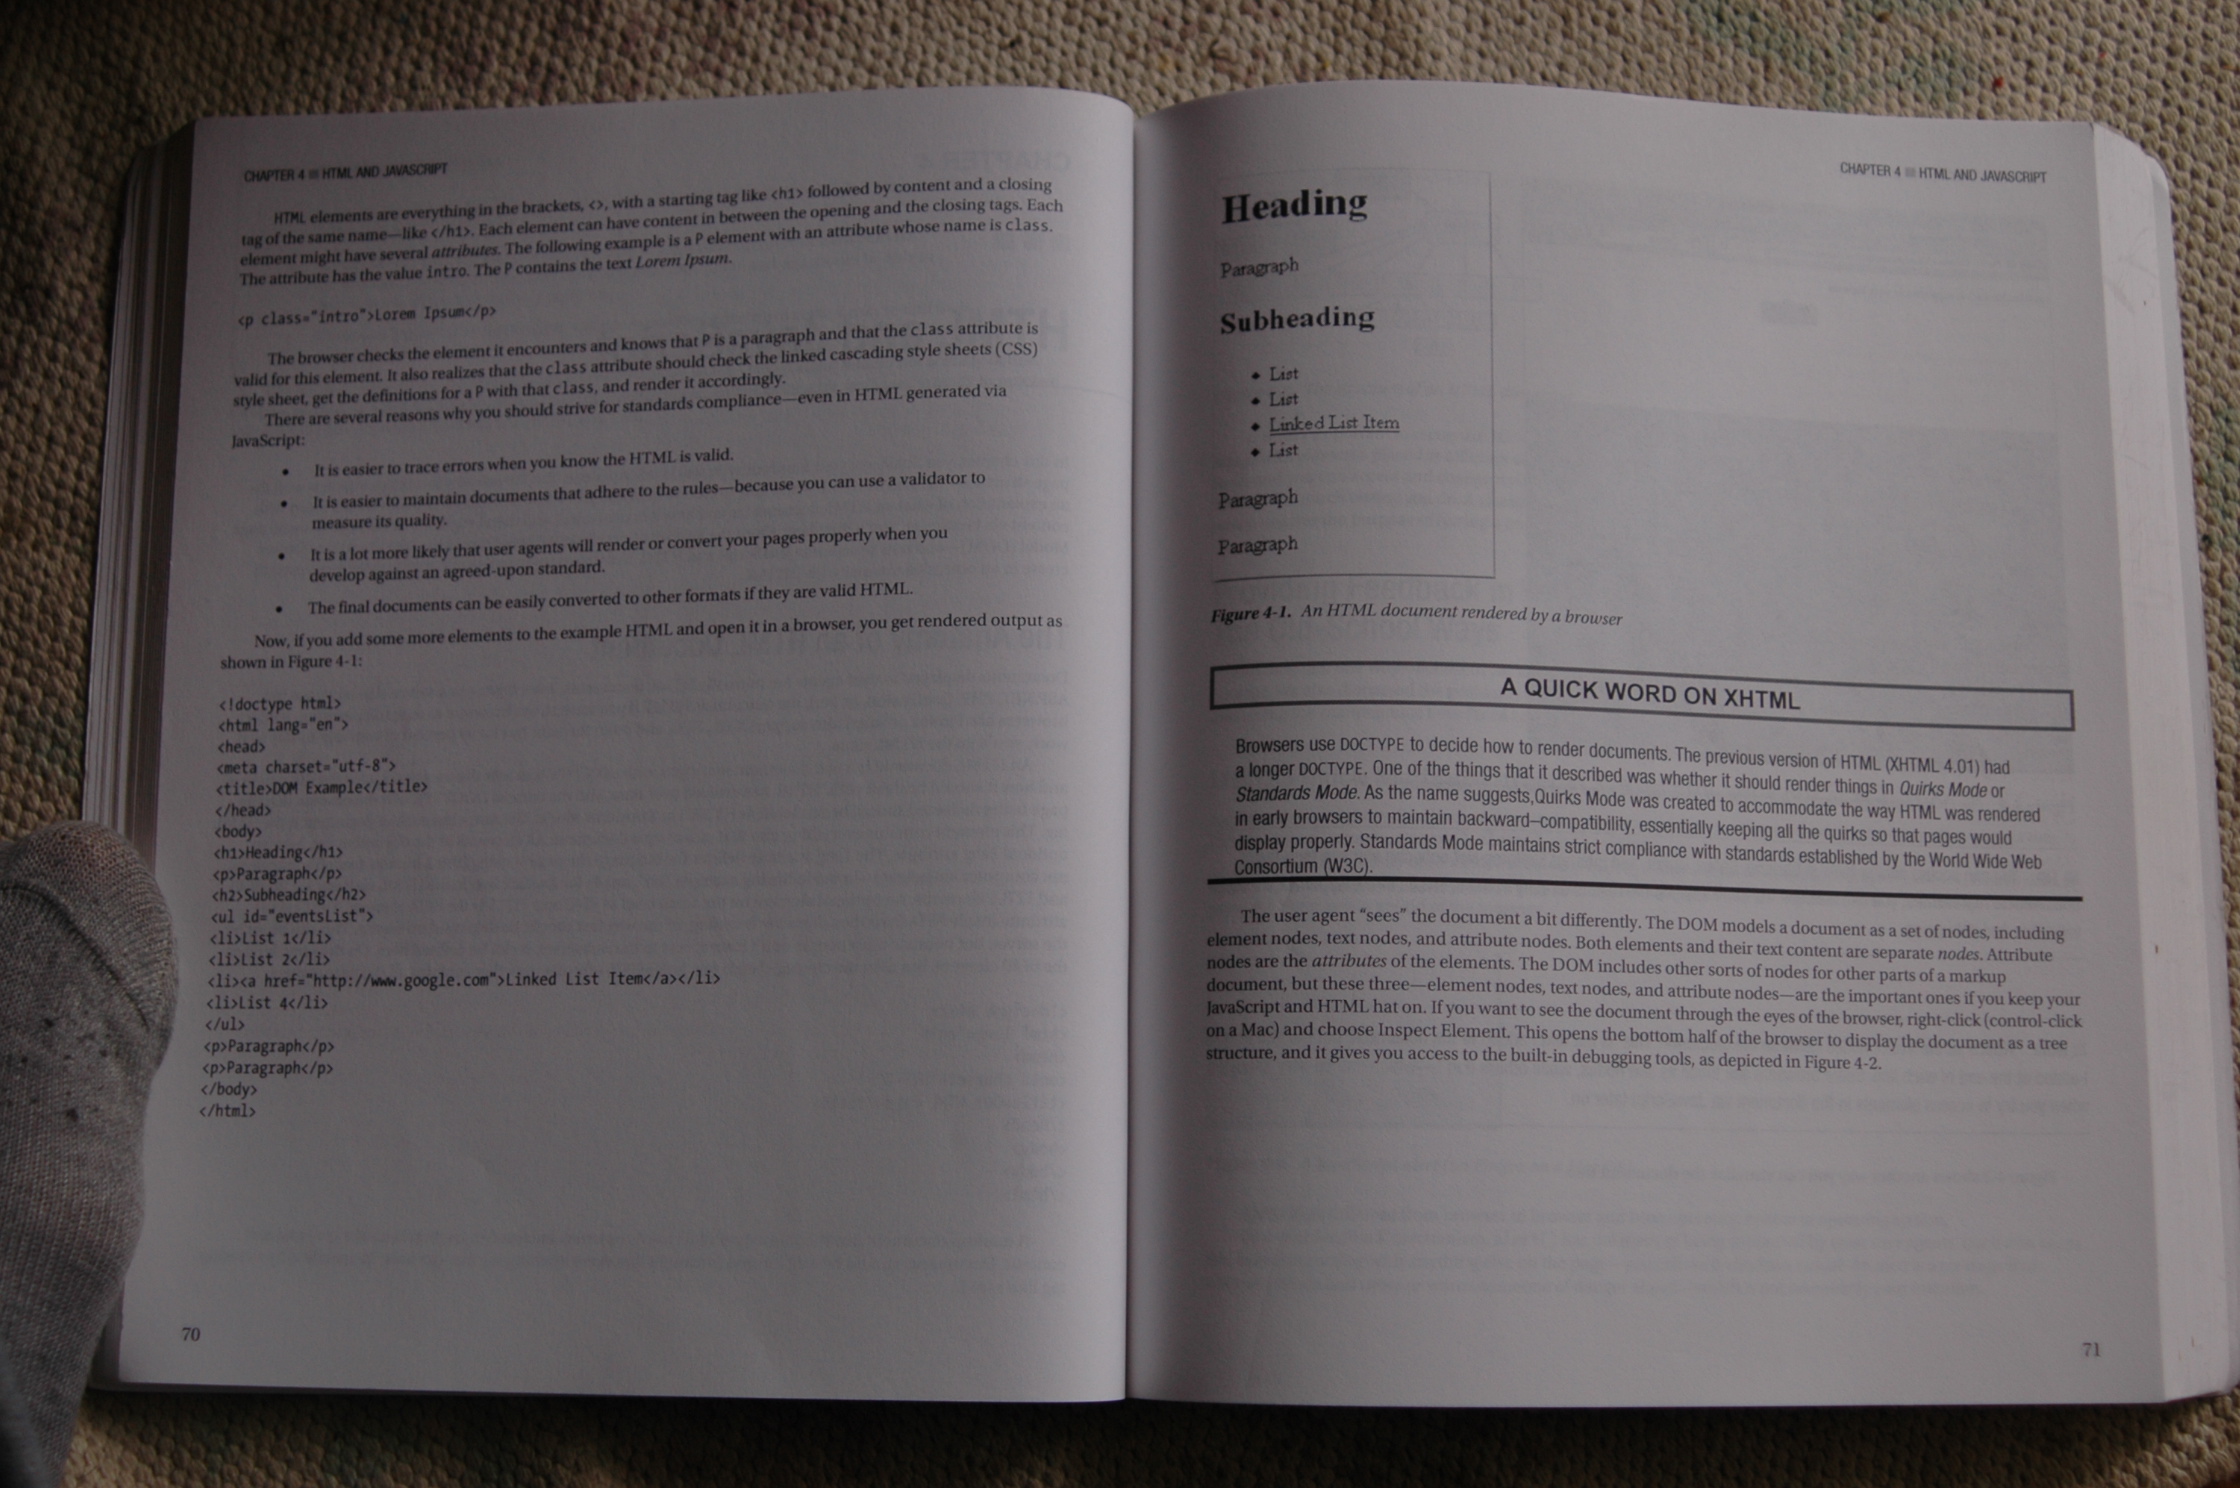 CHAPTER 4 ■ HTML AND JAVASCRIPT
HTML elements are everything in the brackets, <>, with a starting tag like <h1> followed by content and a closing
tag of the same name—like </h1>. Each element can have content in between the opening and the closing tags. Each
element might have several attributes. The following example is a P element with an attribute whose name is class.
The attribute has the value intro. The P contains the text Lorem Ipsum.
<p class="intro">Lorem Ipsum</p>
The browser checks the element it encounters and knows that P is a paragraph and that the class attribute is
valid for this element. It also realizes that the class attribute should check the linked cascading style sheets (CSS)
style sheet, get the definitions for a P with that class, and render it accordingly.
There are several reasons why you should strive for standards compliance—even in HTML generated via
JavaScript:
• It is easier to trace errors when you know the HTML is valid.
• It is easier to maintain documents that adhere to the rules—because you can use a validator to
measure its quality.
• It is a lot more likely that user agents will render or convert your pages properly when you
develop against an agreed-upon standard.
• The final documents can be easily converted to other formats if they are valid HTML.
Now, if you add some more elements to the example HTML and open it in a browser, you get rendered output as
shown in Figure 4-1:
<!doctype html>
<html lang="en">
<head>
<meta charset="utf-8">
<title>DOM Example</title>
</head>
<body>
<h1>Heading</h1>
<p>Paragraph</p>
<h2>Subheading</h2>
<ul id="eventsList">
<li>List 1</li>
<li>List 2</li>
<li><a href="http://www.google.com">Linked List Item</a></li>
<li>List 4</li>
</ul>
<p>Paragraph</p>
<p>Paragraph</p>
</body>
</html>
70
CHAPTER 4 ■ HTML AND JAVASCRIPT
Heading
Paragraph
Subheading
• List
• List
• Linked List Item
• List
Paragraph
Paragraph
Figure 4-1. An HTML document rendered by a browser
A QUICK WORD ON XHTML
Browsers use DOCTYPE to decide how to render documents. The previous version of HTML (XHTML 4.01) had
a longer DOCTYPE. One of the things that it described was whether it should render things in Quirks Mode or
Standards Mode. As the name suggests,Quirks Mode was created to accommodate the way HTML was rendered
in early browsers to maintain backward–compatibility, essentially keeping all the quirks so that pages would
display properly. Standards Mode maintains strict compliance with standards established by the World Wide Web
Consortium (W3C).
The user agent "sees" the document a bit differently. The DOM models a document as a set of nodes, including
element nodes, text nodes, and attribute nodes. Both elements and their text content are separate nodes. Attribute
nodes are the attributes of the elements. The DOM includes other sorts of nodes for other parts of a markup
document, but these three—element nodes, text nodes, and attribute nodes—are the important ones if you keep your
JavaScript and HTML hat on. If you want to see the document through the eyes of the browser, right-click (control-click
on a Mac) and choose Inspect Element. This opens the bottom half of the browser to display the document as a tree
structure, and it gives you access to the built-in debugging tools, as depicted in Figure 4-2.
71